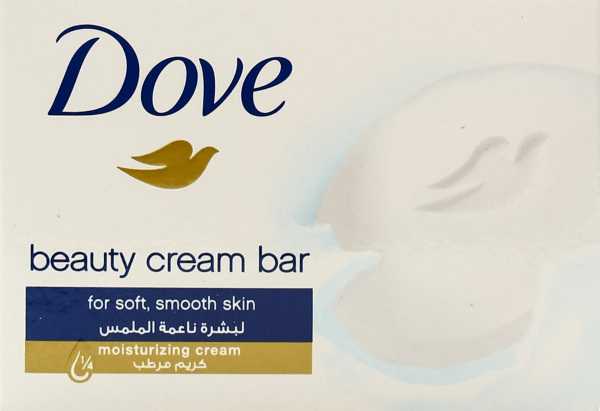 Dove
beauty cream bar
for soft, smooth skin
لبشرة ناعمة الملمس
¼ moisturizing cream
كريم مرطب